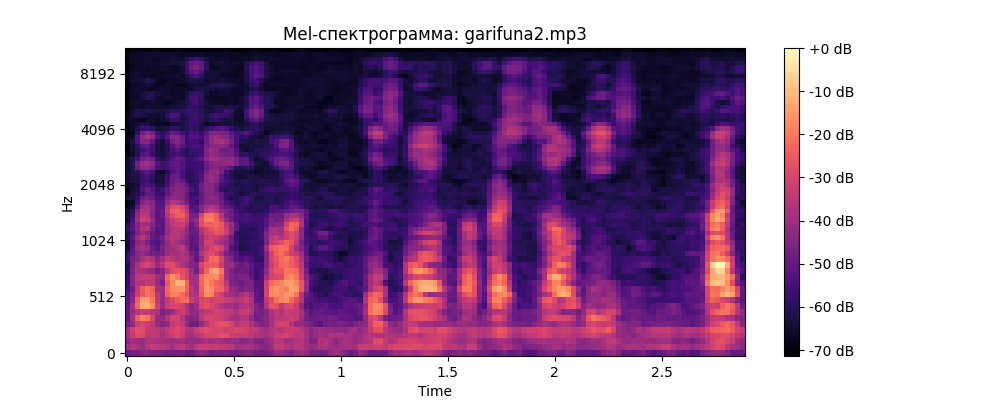 Mel-спектрограмма: garifuna2.mp3
8192
4096
2048
1024
512
0
Hz
0
0.5
1
1.5
2
2.5
Time
+0 dB
-10 dB
-20 dB
-30 dB
-40 dB
-50 dB
-60 dB
-70 dB